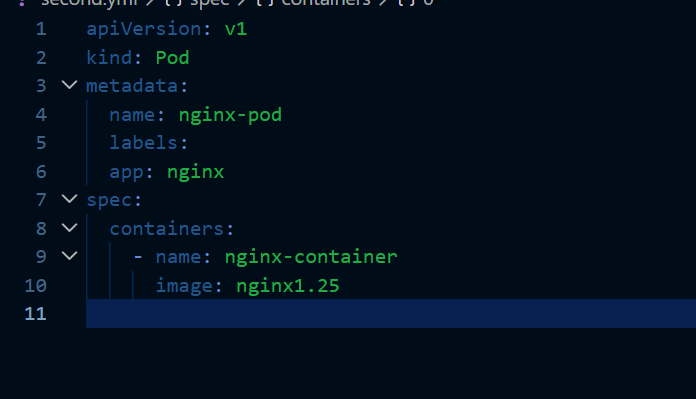 second.yml > { } spec > { } containers > { } 0
1 apiVersion: v1
2 kind: Pod
3 metadata:
4 name: nginx-pod
5 labels:
6 app: nginx
7 spec:
8 containers:
9 - name: nginx-container
10 image: nginx1.25
11